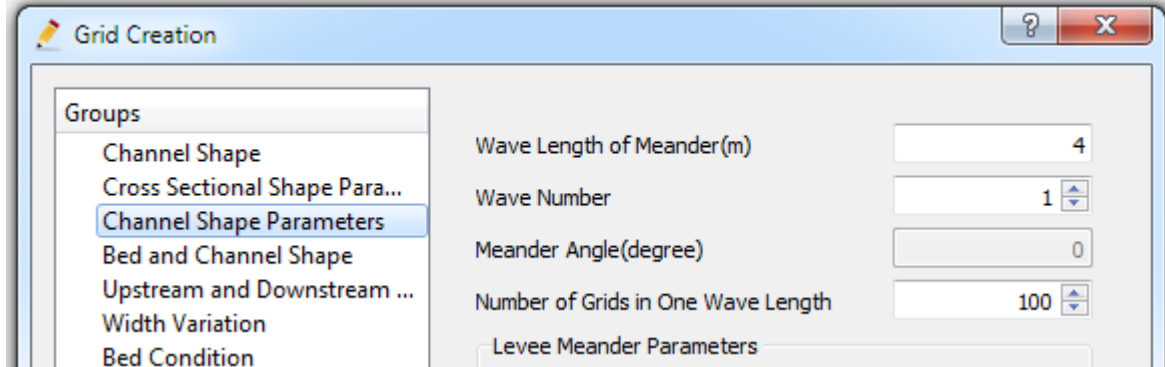 Grid Creation
Groups
Channel Shape
Cross Sectional Shape Para...
Channel Shape Parameters
Bed and Channel Shape
Upstream and Downstream ...
Width Variation
Bed Condition
Wave Length of Meander(m) 4
Wave Number 1
Meander Angle(degree) 0
Number of Grids in One Wave Length 100
Levee Meander Parameters